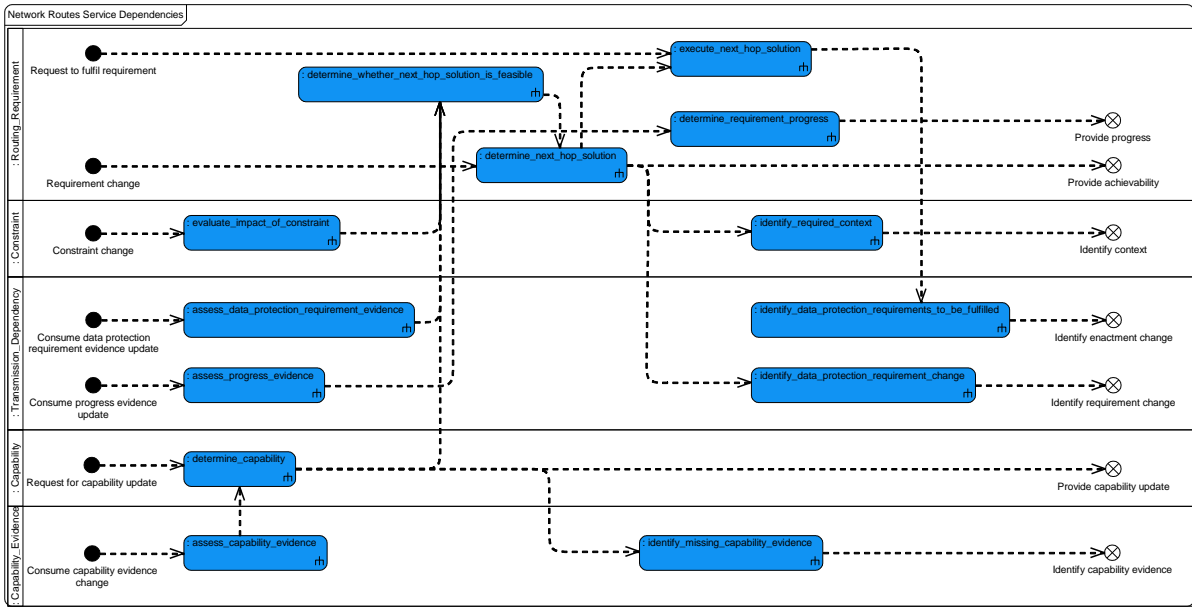 Network Routes Service Dependencies
: Routing_Requirement
Request to fulfil requirement
: execute_next_hop_solution
: determine_whether_next_hop_solution_is_feasible
: determine_requirement_progress
Provide progress
: determine_next_hop_solution
Requirement change
Provide achievability
: Constraint
: evaluate_impact_of_constraint
: identify_required_context
Constraint change
Identify context
: Transmission_Dependency
: assess_data_protection_requirement_evidence
: identify_data_protection_requirements_to_be_fulfilled
Consume data protection
requirement evidence update
Identify enactment change
: assess_progress_evidence
: identify_data_protection_requirement_change
Consume progress evidence
update
Identify requirement change
: Capability
: determine_capability
Request for capability update
Provide capability update
: Capability_Evidence
: assess_capability_evidence
: identify_missing_capability_evidence
Consume capability evidence
change
Identify capability evidence